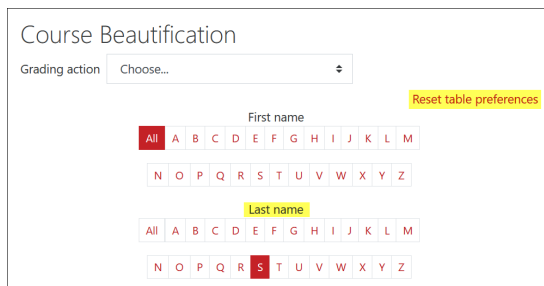 Course Beautification
Grading action Choose...
Reset table preferences
First name
All A B C D E F G H I J K L M
N O P Q R S T U V W X Y Z
Last name
All A B C D E F G H I J K L M
N O P Q R S T U V W X Y Z